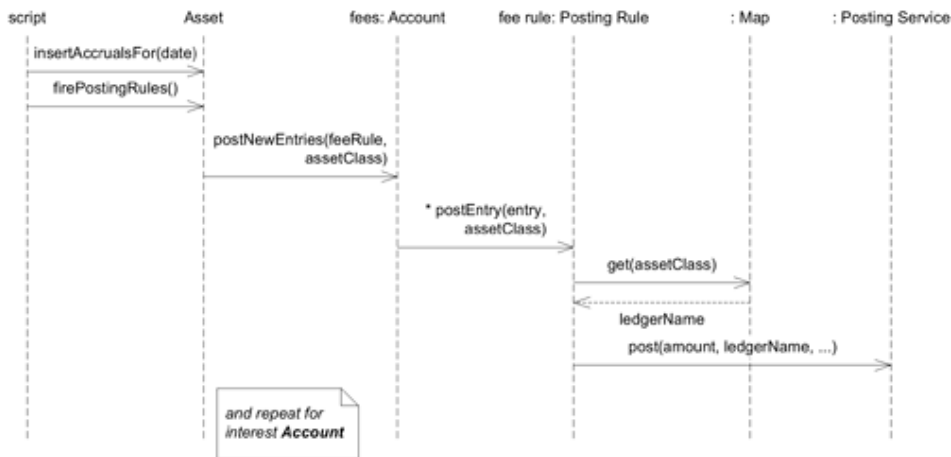 script
Asset
fees: Account
fee rule: Posting Rule
: Map
: Posting Service
insertAccrualsFor(date)
firePostingRules()
postNewEntries(feeRule,
assetClass)
* postEntry(entry,
assetClass)
get(assetClass)
ledgerName
post(amount, ledgerName, ...)
and repeat for
interest Account